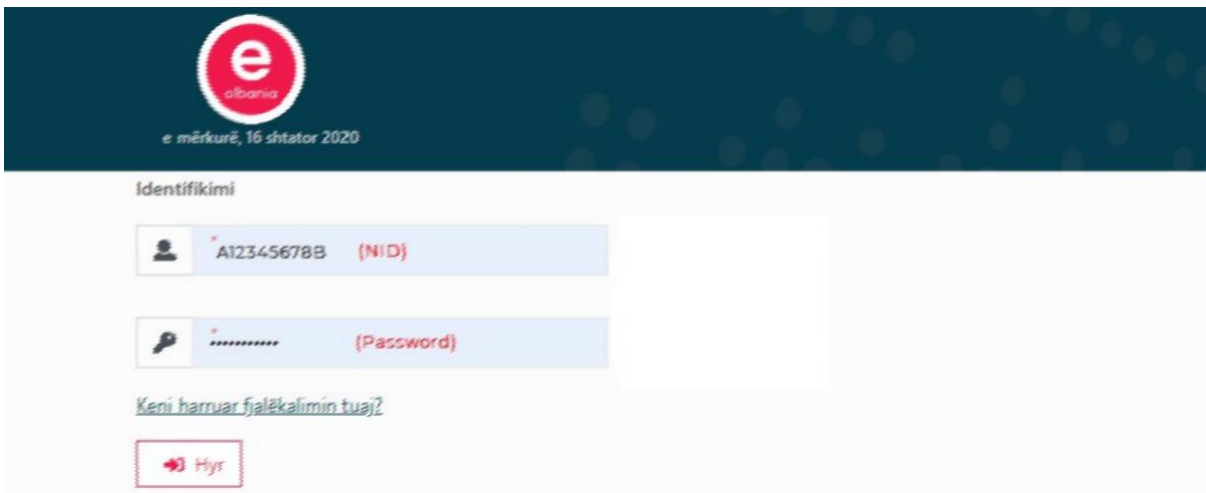 e
albania
e mërkurë, 16 shtator 2020
Identifikimi
*A12345678B {NID}
*••••••••••• {Password}
Keni harruar fjalëkalimin tuaj?
Hyr